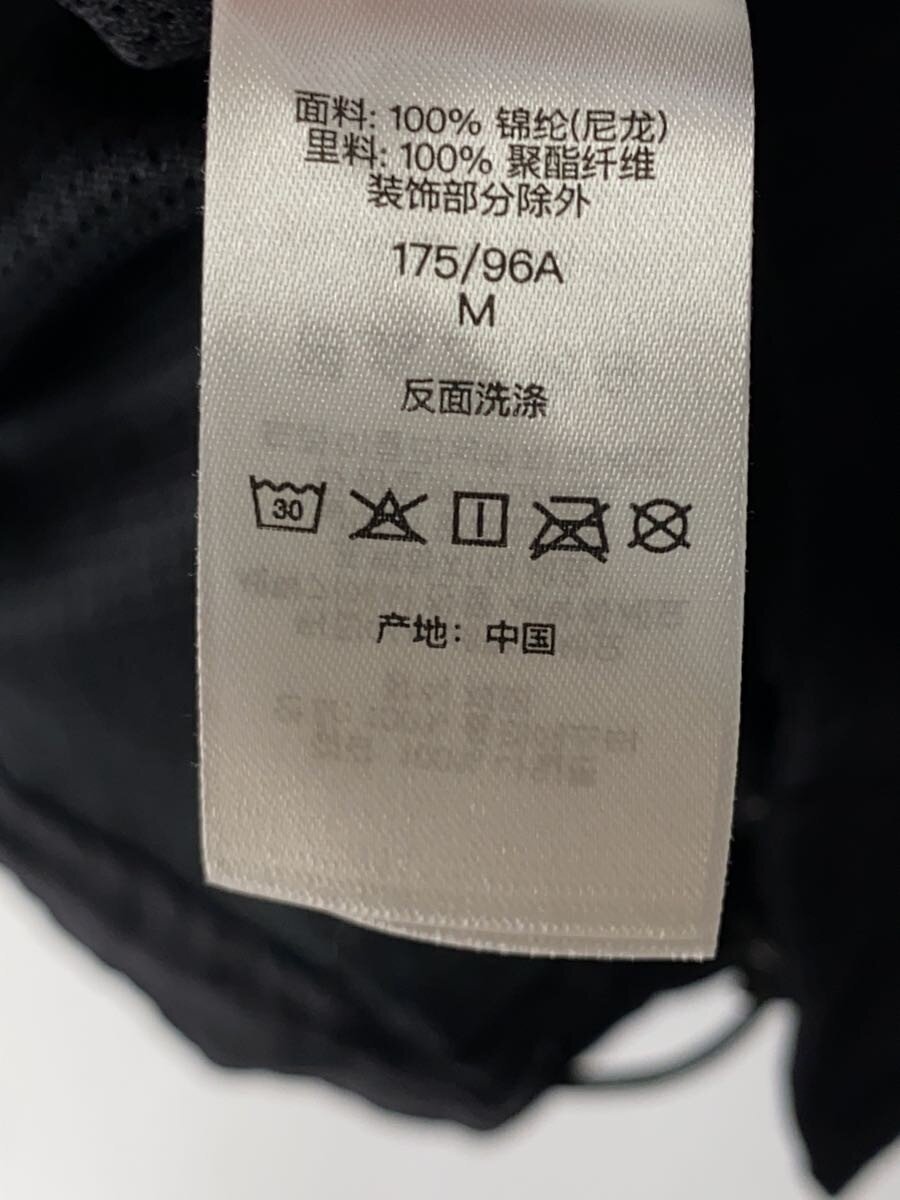 面料: 100% 锦纶(尼龙)
里料: 100% 聚酯纤维
装饰部分除外
175/96A
M
反面洗涤
30
产地: 中国